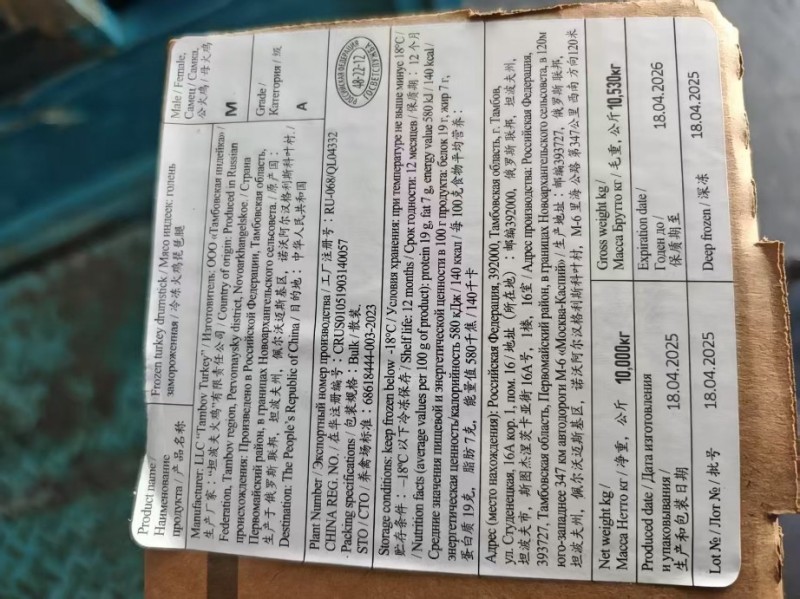 Product name /
Наименование
продукта / 产品名称
Frozen turkey drumstick / Мясо индеек: голень
замороженная / 冷冻火鸡琵琶腿
Male / Female,
Самец / Самка,
公火鸡 / 母火鸡
M
Manufacturer: LLC "Tambov Turkey" / Изготовитель: ООО «Тамбовская индейка»
生产厂家: "坦波夫火鸡"有限责任公司 / Country of origin: Produced in Russian
Federation, Tambov region, Pervomaysky district, Novoarkhangelskoe. / Страна
происхождения: Произведено в Российской Федерации, Тамбовская область,
Первомайский район, в границах Новоархангельского сельсовета. / 原产国:
生产于俄罗斯联邦, 坦波夫州, 佩尔沃迈斯基区, 诺沃阿尔汉格利斯科叶村. /
Destination: The People's Republic of China / 目的地: 中华人民共和国
Grade /
Категория / 级
A
Plant Number / Экспортный номер производства / 工厂注册号: RU-068/QL04332
CHINA REG. NO. / 在华注册编号: CRUS01051903140057
Packing specifications / 包装规格: Bulk / 散装
STO / СТО / 养禽场标准: 68618444-003-2023
РОССИЙСКАЯ ФЕДЕРАЦИЯ
48-22-12
ГОСВЕТСЛУЖБА
Storage conditions: keep frozen below -18°C / Условия хранения: при температуре не выше минус 18°C /
贮存条件: -18°C 以下冷冻保存 / Shelf life: 12 months / Срок годности: 12 месяцев / 保质期: 12 个月
/ Nutrition facts (average values per 100 g of product): protein 19 g, fat 7 g, energy value 580 kJ / 140 kcal /
Средние значения пищевой и энергетической ценности в 100 г продукта: белок 19 г, жир 7 г,
энергетическая ценность/калорийность 580 кДж / 140 ккал / 每 100克食物平均营养:
蛋白质 19克, 脂肪 7克, 能量值 580千焦 / 140千卡
Адрес (место нахождения): Российская Федерация, 392000, Тамбовская область, г. Тамбов,
ул. Студенецкая, 16А кор. 1, пом. 16 / 地址 (所在地): 邮编392000, 俄罗斯联邦, 坦波夫州,
坦波夫市, 斯图杰涅茨卡亚街 16A号, 1楼, 16室 / Адрес производства: Российская Федерация,
393727, Тамбовская область, Первомайский район, в границах Новоархангельского сельсовета, в 120м
юго-западнее 347 км автодороги М-6 «Москва-Каспий» / 生产地址: 邮编393727, 俄罗斯联邦,
坦波夫州, 佩尔沃迈斯基区, 诺沃阿尔汉格利斯科叶村, M-6 里海公路第347公里西南方向120米
Net weight kg /
Масса Нетто кг / 净重, 公斤 10,000кг
Gross weight kg /
Масса Брутто кг / 毛重, 公斤 10,530кг
Produced date / Дата изготовления
и упаковывания /
生产和包装日期
18.04.2025
Expiration date /
Годен до /
保质期至
18.04.2026
Lot № / Лот № / 批号
18.04.2025
Deep frozen / 深冻
18.04.2025